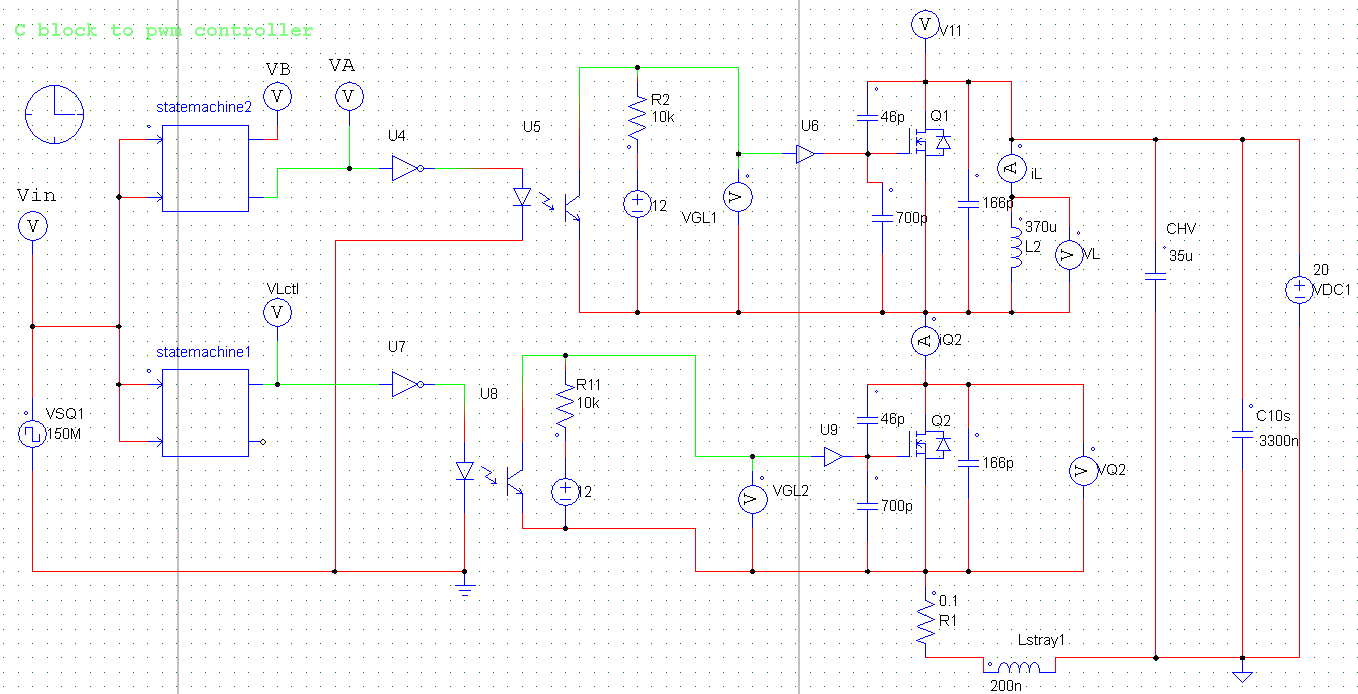 C block to pwm controller
V11
VB
VA
V
V
V
statemachine2
U4
U5
R2
10k
U6
46p
Q1
A
iL
Vin
V
12
VGL1
V
700p
166p
370u
L2
V
VL
CHV
35u
20
VDC1
VLctl
V
statemachine1
U7
A
iQ2
U8
R11
10k
VSQ1
150M
U9
46p
Q2
C10s
3300n
12
V
VGL2
700p
166p
V
VQ2
0.1
R1
Lstray1
200n